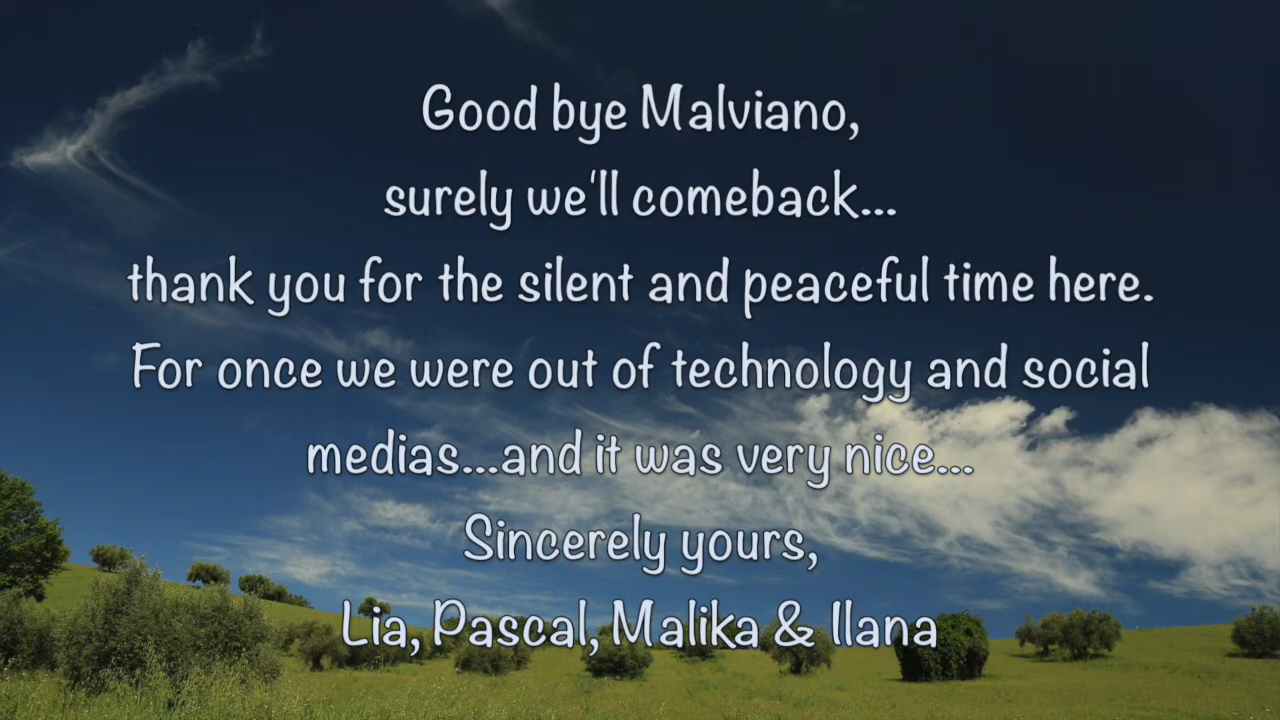 Good bye Malviano,
surely we'll comeback...
thank you for the silent and peaceful time here.
For once we were out of technology and social
medias...and it was very nice...
Sincerely yours,
Lia, Pascal, Malika & Ilana